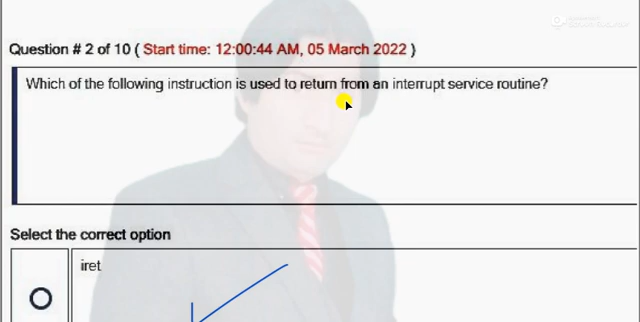 Question # 2 of 10 ( Start time: 12:00:44 AM, 05 March 2022 )
Which of the following instruction is used to return from an interrupt service routine?
Select the correct option
iret